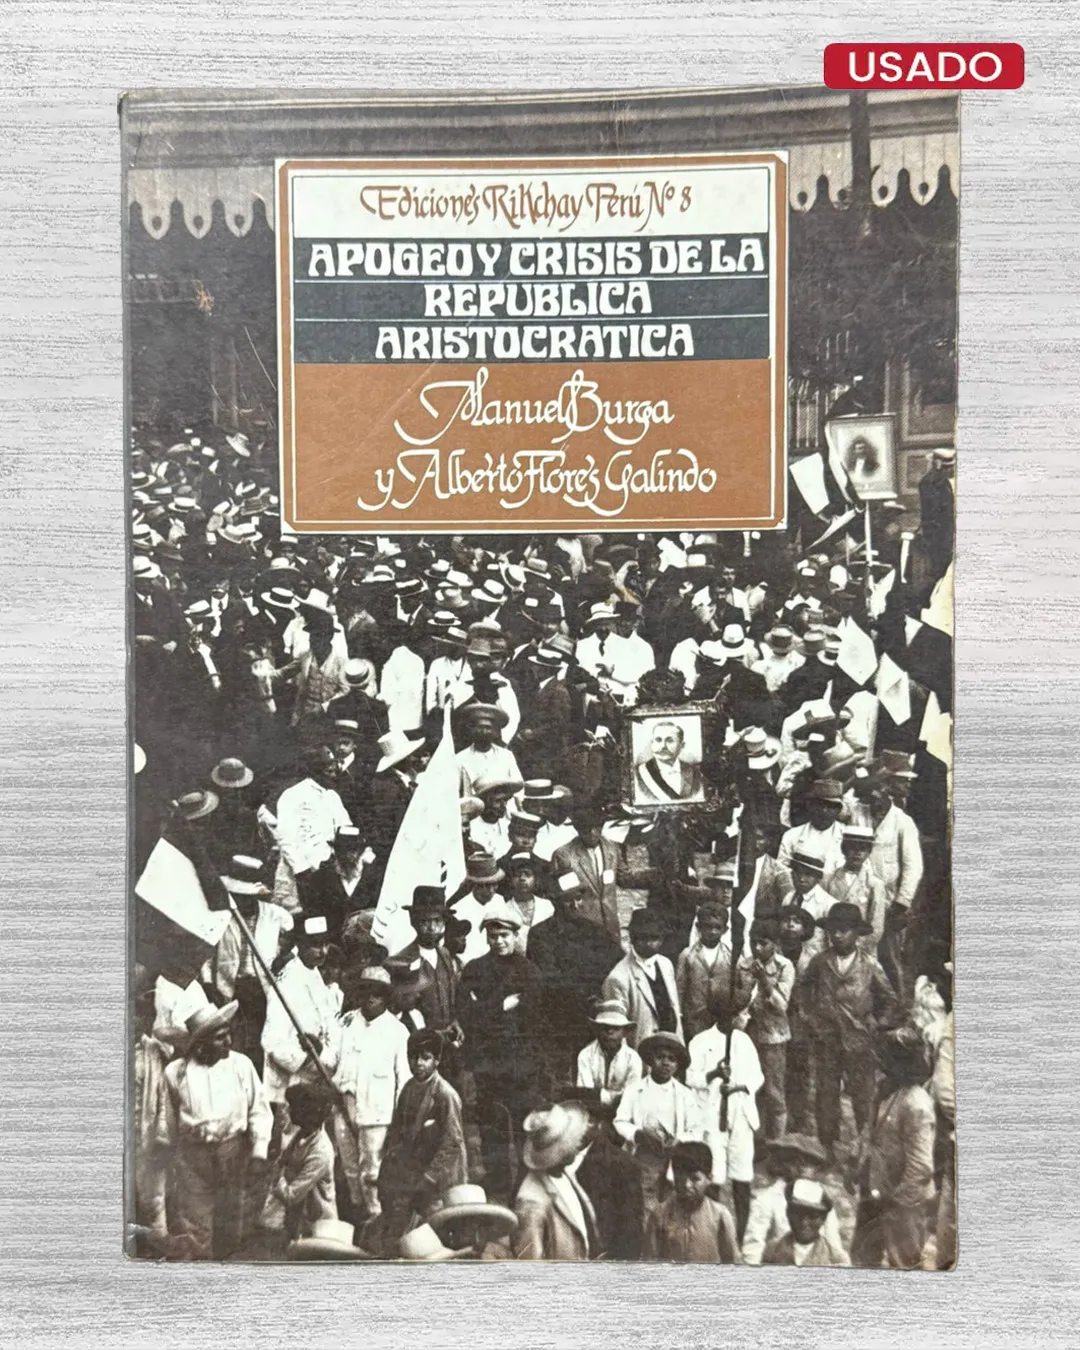 USADO
Ediciones Rikchay Perú Nº 8
APOGEO Y CRISIS DE LA
REPUBLICA
ARISTOCRATICA
Manuel Burga
y Alberto Flores Galindo